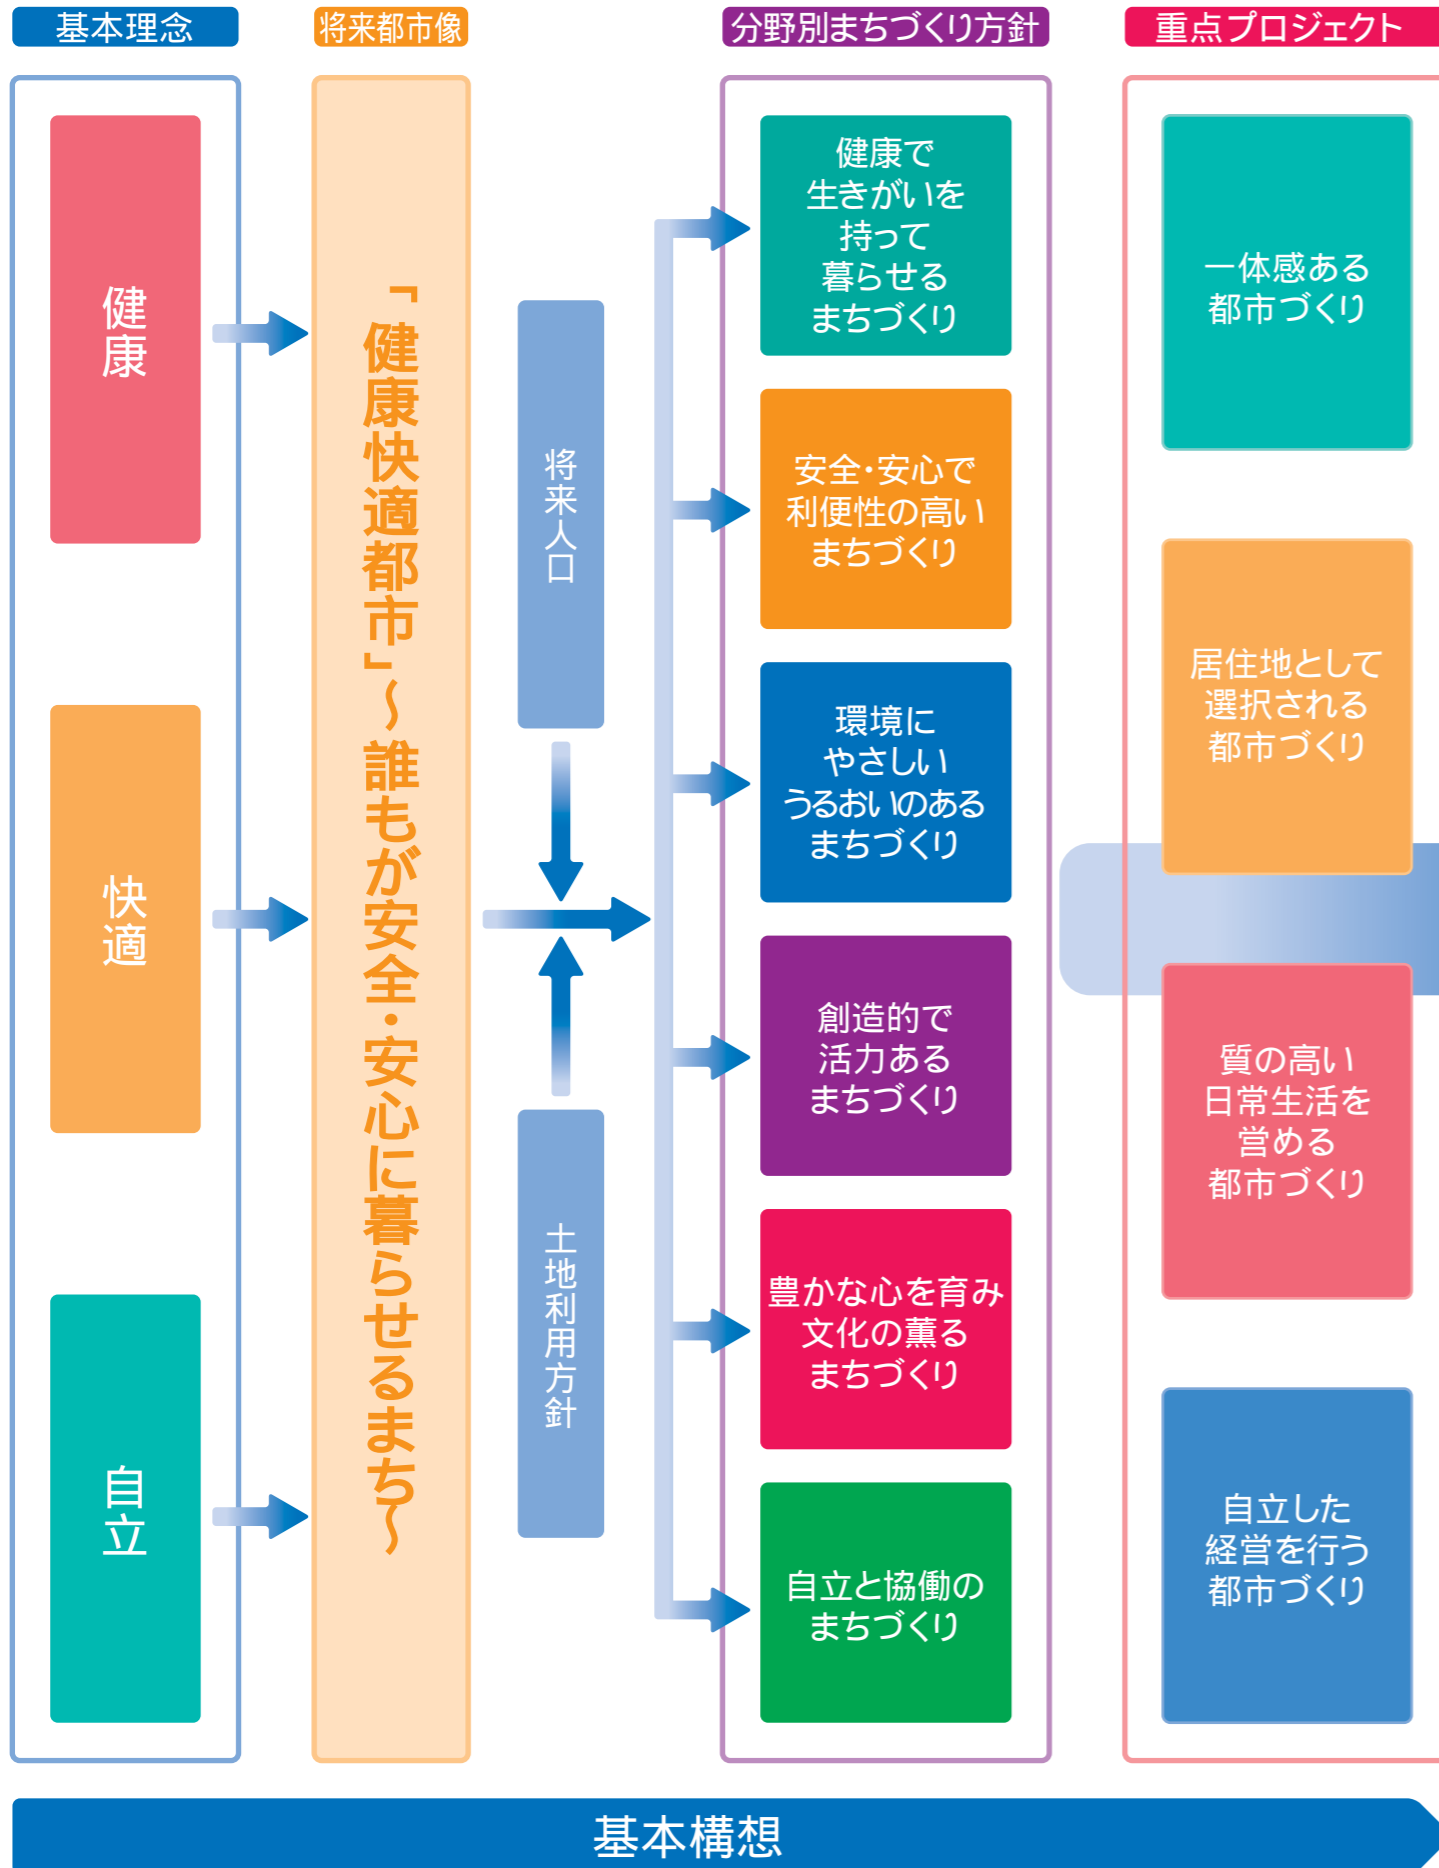 基本理念
健康
快適
自立
将来都市像
「健康快適都市」～誰もが安全・安心に暮らせるまち～
将来人口
土地利用方針
分野別まちづくり方針
健康で
生きがいを
持って
暮らせる
まちづくり
安全・安心で
利便性の高い
まちづくり
環境に
やさしい
うるおいのある
まちづくり
創造的で
活力ある
まちづくり
豊かな心を育み
文化の薫る
まちづくり
自立と協働の
まちづくり
重点プロジェクト
一体感ある
都市づくり
居住地として
選択される
都市づくり
質の高い
日常生活を
営める
都市づくり
自立した
経営を行う
都市づくり
基本構想